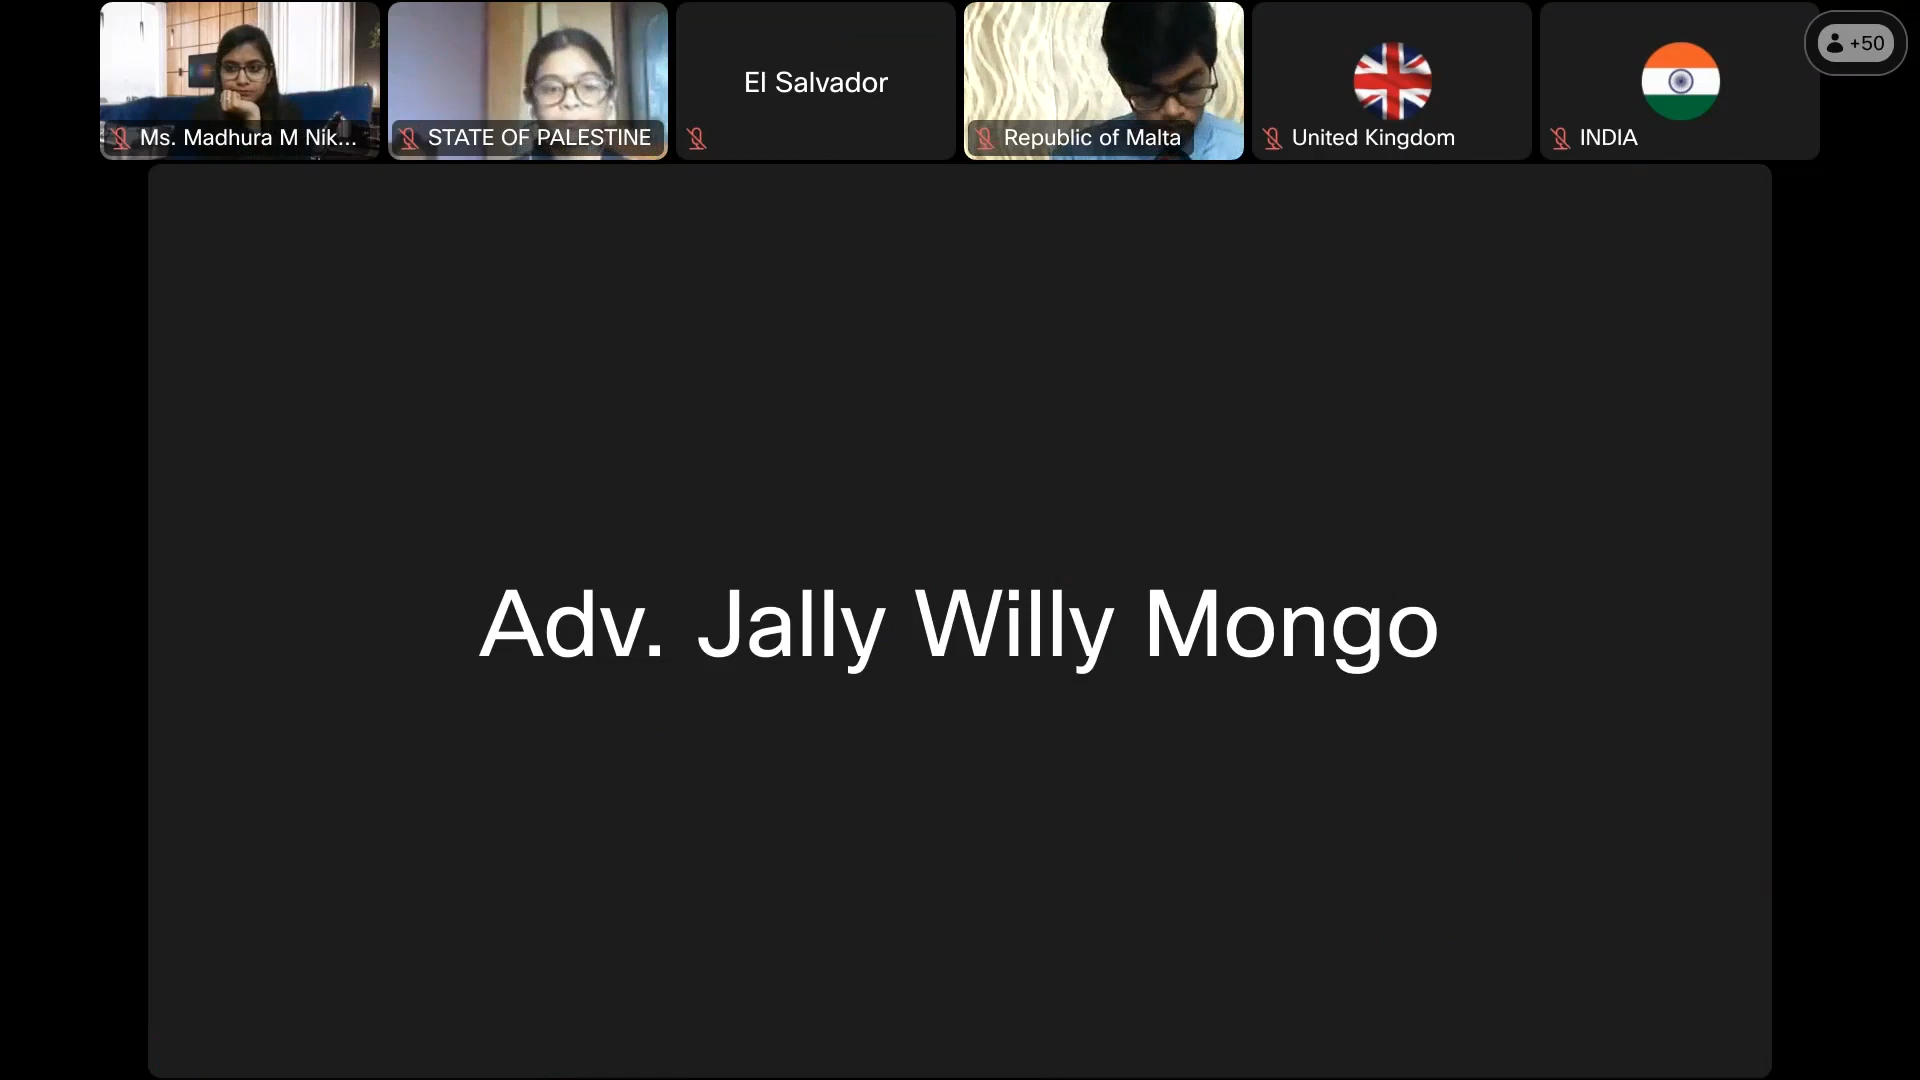 Ms. Madhura M Nik...
STATE OF PALESTINE
El Salvador
Republic of Malta
United Kingdom
INDIA
+50
Adv. Jally Willy Mongo